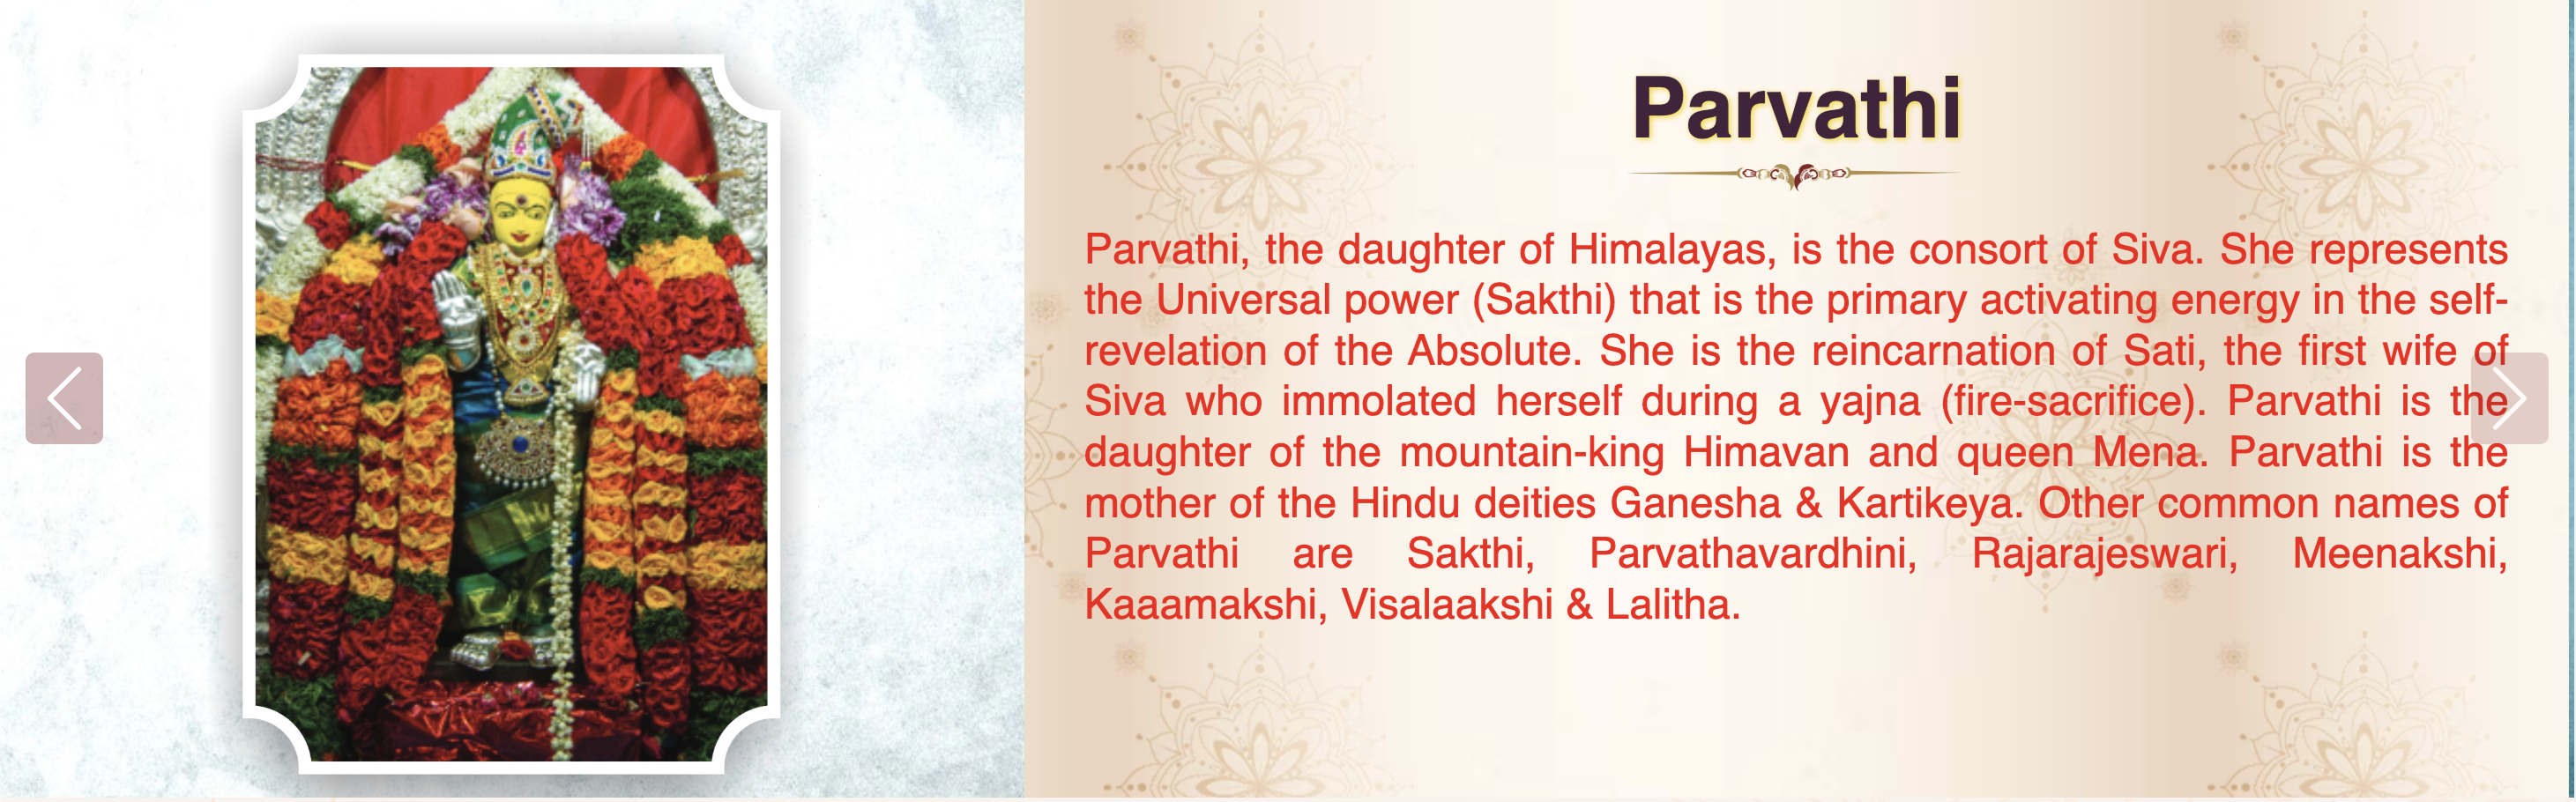 Parvathi
Parvathi, the daughter of Himalayas, is the consort of Siva. She represents
the Universal power (Sakthi) that is the primary activating energy in the self-
revelation of the Absolute. She is the reincarnation of Sati, the first wife of
Siva who immolated herself during a yajna (fire-sacrifice). Parvathi is the
daughter of the mountain-king Himavan and queen Mena. Parvathi is the
mother of the Hindu deities Ganesha & Kartikeya. Other common names of
Parvathi are Sakthi, Parvathavardhini, Rajarajeswari, Meenakshi,
Kaaamakshi, Visalaakshi & Lalitha.